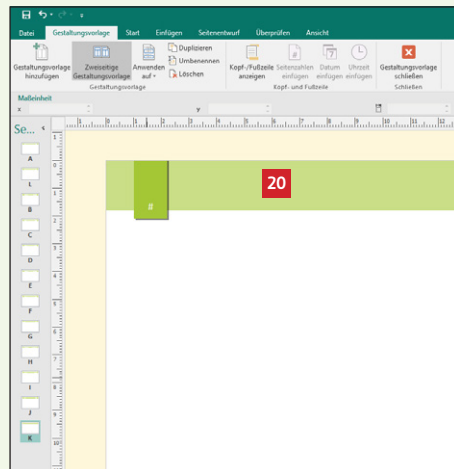 Datei Gestaltungsvorlage Start Einfügen Seitenentwurf Überprüfen Ansicht
Gestaltungsvorlage hinzufügen
Zweiseitige Gestaltungsvorlage
Anwenden auf
Duplizieren
Umbenennen
Löschen
Kopf-/Fußzeile anzeigen
Seitenzahlen einfügen
Datum einfügen
Uhrzeit einfügen
Gestaltungsvorlage schließen
Gestaltungsvorlage
Kopf- und Fußzeile
Schließen
Maßeinheit
x
y
Se...
A
L
B
C
D
E
F
G
H
I
J
K
#
20